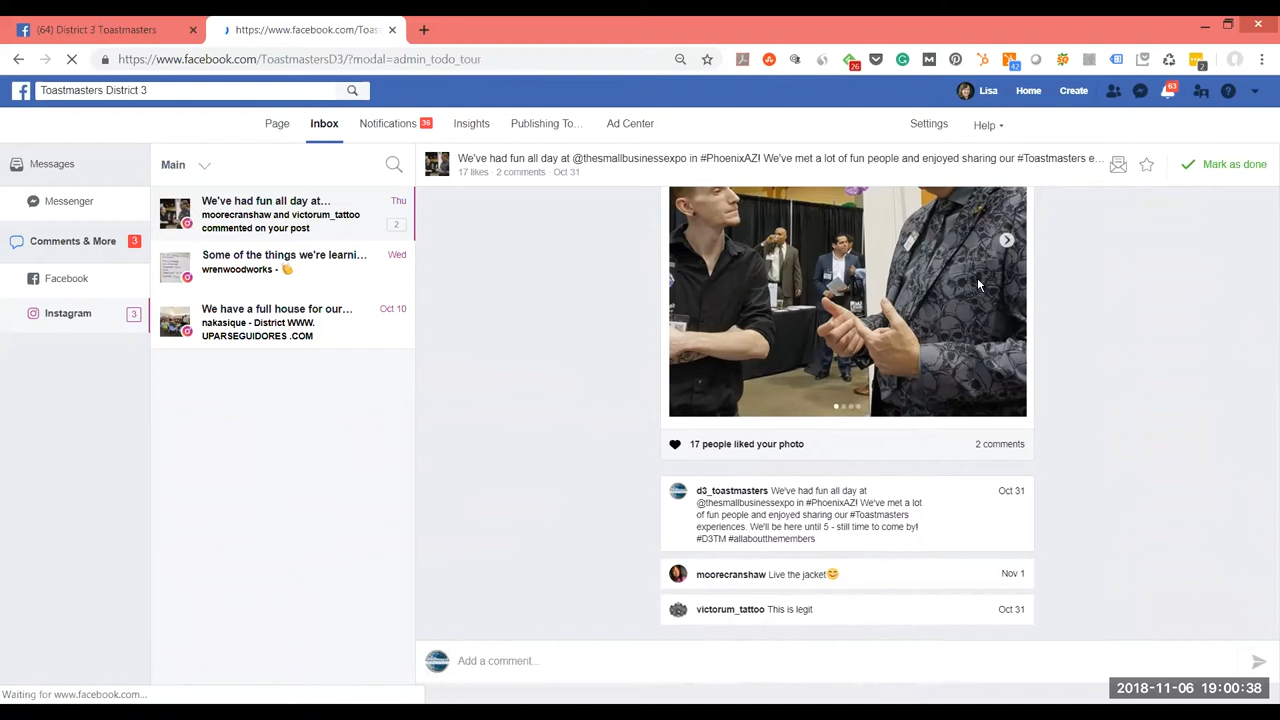 (64) District 3 Toastmasters
https://www.facebook.com/Toas
https://www.facebook.com/ToastmastersD3/?modal=admin_todo_tour
26
42
2
Toastmasters District 3
Lisa
Home
Create
63
Page
Inbox
Notifications 36
Insights
Publishing To...
Ad Center
Settings
Help
Messages
Messenger
Comments & More 3
Facebook
Instagram 3
Main
We've had fun all day at...
Thu
moorecranshaw and victorum_tattoo
commented on your post
2
Some of the things we're learni...
Wed
wrenwoodworks - 👏
We have a full house for our...
Oct 10
nakasique - District WWW.
UPARSEGUIDORES .COM
We've had fun all day at @thesmallbusinessexpo in #PhoenixAZ! We've met a lot of fun people and enjoyed sharing our #Toastmasters e...
17 likes · 2 comments · Oct 31
Mark as done
17 people liked your photo
2 comments
d3_toastmasters We've had fun all day at
Oct 31
@thesmallbusinessexpo in #PhoenixAZ! We've met a lot
of fun people and enjoyed sharing our #Toastmasters
experiences. We'll be here until 5 - still time to come by!
#D3TM #allaboutthemembers
moorecranshaw Live the jacket😊
Nov 1
victorum_tattoo This is legit
Oct 31
Add a comment...
Waiting for www.facebook.com...
2018-11-06 19:00:38